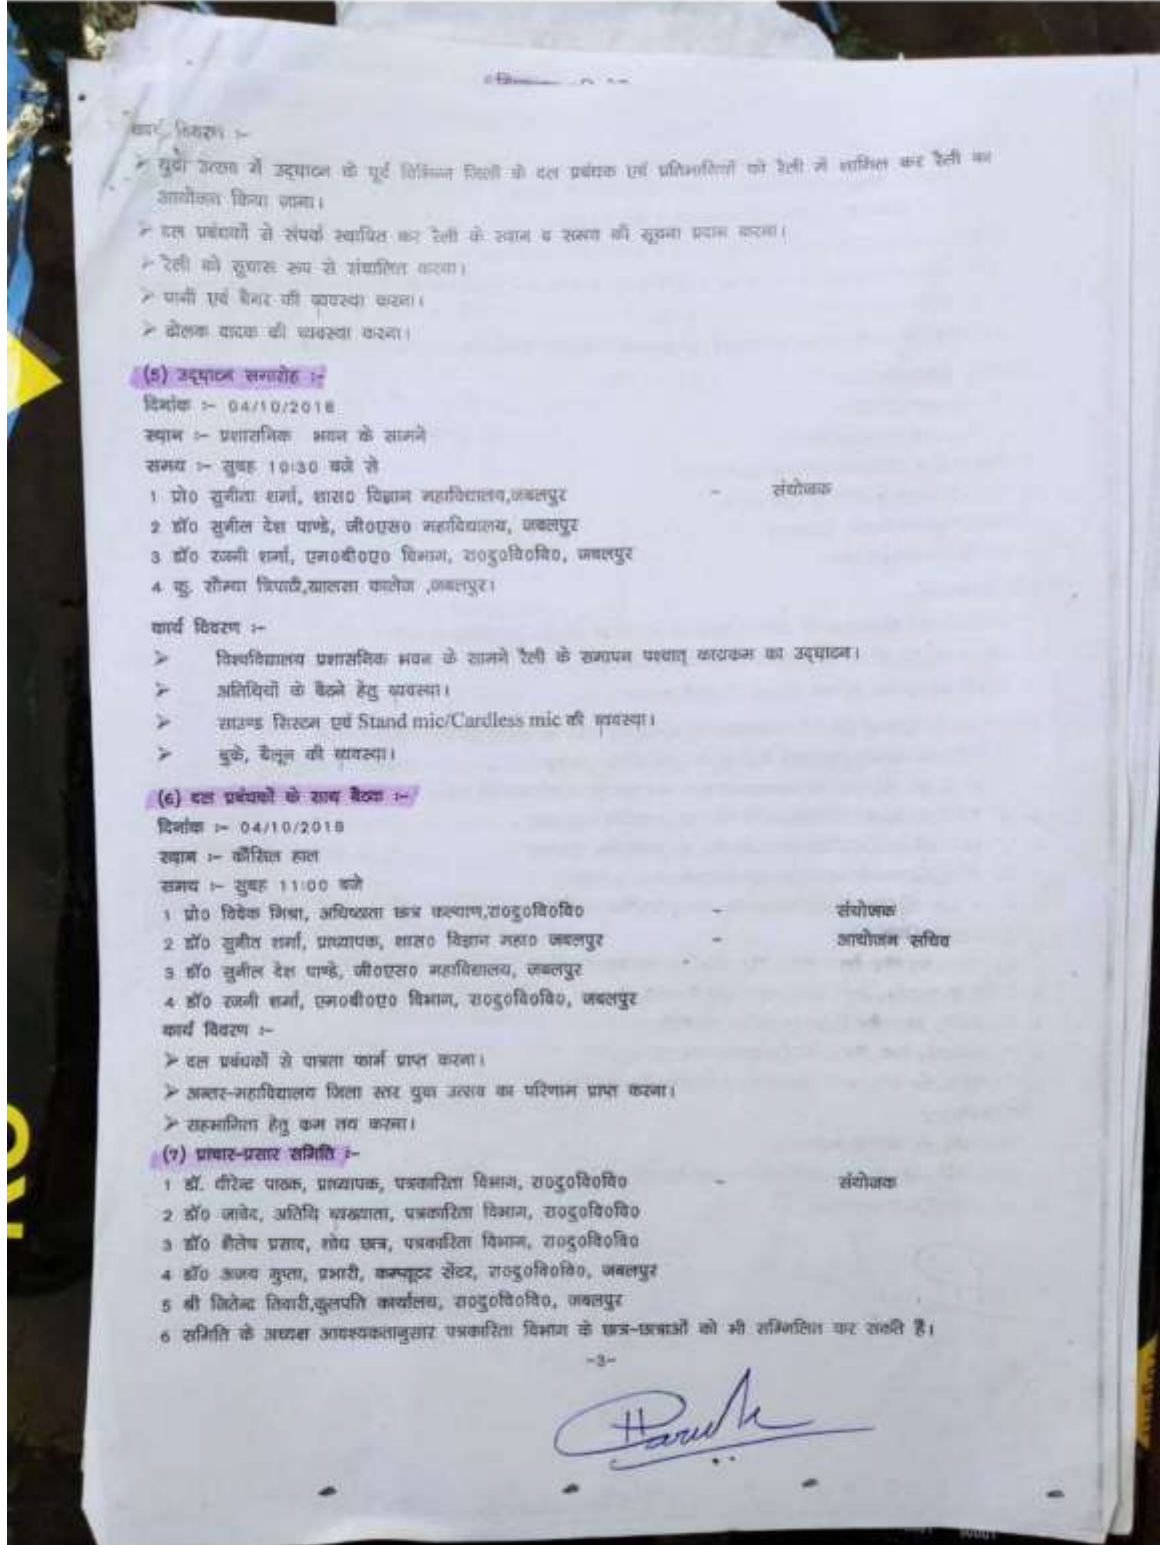 कार्य विवरण :-
➢ युवा उत्सव में उद्घाटन के पूर्व विभिन्न जिलों के दल प्रबंधक एवं प्रतिभागियों को रैली में शामिल कर रैली का
आयोजन किया जाना।
➢ दल प्रबंधकों से संपर्क स्थापित कर रैली के स्थान व समय की सूचना प्रदान करना।
➢ रैली को सुचारू रूप से संचालित करना।
➢ पानी एवं बैनर की व्यवस्था करना।
➢ ढोलक वादक की व्यवस्था करना।
(5) उद्घाटन समारोह :-
दिनांक :- 04/10/2018
स्थान :- प्रशासनिक भवन के सामने
समय :- सुबह 10:30 बजे से
1 प्रो० सुनीता शर्मा, शास० विज्ञान महाविद्यालय,जबलपुर - संयोजक
2 डॉ० सुनील देश पाण्डे, जी०एस० महाविद्यालय, जबलपुर
3 डॉ० रजनी शर्मा, एम०बी०ए० विभाग, रा०दु०वि०वि०, जबलपुर
4 कु. सौम्या त्रिपाठी,खालसा कालेज ,जबलपुर।
कार्य विवरण :-
➢ विश्वविद्यालय प्रशासनिक भवन के सामने रैली के समापन पश्चात् कार्यकम का उद्घाटन।
➢ अतिथियों के बैठने हेतु व्यवस्था।
➢ साउण्ड सिस्टम एवं Stand mic/Cardless mic की व्यवस्था।
➢ बुके, बैलून की व्यवस्था।
(6) दल प्रबंधकों के साथ बैठक :-
दिनांक :- 04/10/2018
स्थान :- कौंसिल हाल
समय :- सुबह 11:00 बजे
1 प्रो० विवेक मिश्रा, अधिष्ठाता छात्र कल्याण,रा०दु०वि०वि० - संयोजक
2 डॉ० सुनीत शर्मा, प्राध्यापक, शास० विज्ञान महा० जबलपुर - आयोजन सचिव
3 डॉ० सुनील देश पाण्डे, जी०एस० महाविद्यालय, जबलपुर
4 डॉ० रजनी शर्मा, एम०बी०ए० विभाग, रा०दु०वि०वि०, जबलपुर
कार्य विवरण :-
➢ दल प्रबंधकों से पात्रता फार्म प्राप्त करना।
➢ अन्तर-महाविद्यालय जिला स्तर युवा उत्सव का परिणाम प्राप्त करना।
➢ सहभागिता हेतु कम तय करना।
(7) प्राचार-प्रसार समिति :-
1 डॉ. धीरेन्द पाठक, प्राध्यापक, पत्रकारिता विभाग, रा०दु०वि०वि० - संयोजक
2 डॉ० जावेद, अतिथि व्यख्याता, पत्रकारिता विभाग, रा०दु०वि०वि०
3 डॉ० शैलेष प्रसाद, शोध छात्र, पत्रकारिता विभाग, रा०दु०वि०वि०
4 डॉ० अजय गुप्ता, प्रभारी, कम्प्यूटर सेंटर, रा०दु०वि०वि०, जबलपुर
5 श्री जितेन्द तिवारी,कुलपति कार्यालय, रा०दु०वि०वि०, जबलपुर
6 समिति के अध्यक्ष आवश्यकतानुसार पत्रकारिता विभाग के छात्र-छात्राओं को भी सम्मिलित कर सकते है।
-3-